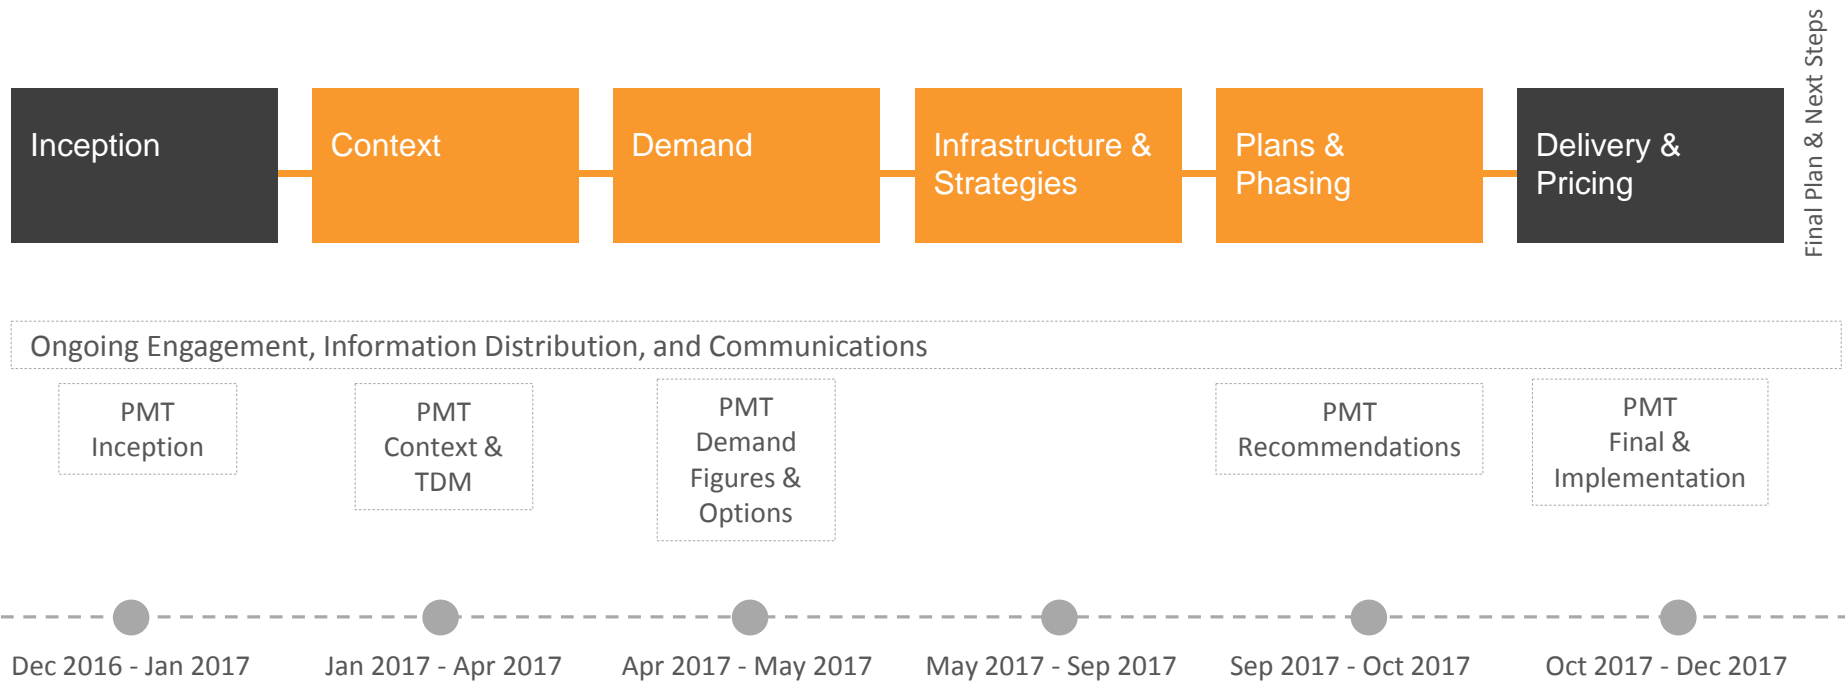 Inception
Context
Demand
Infrastructure &
Strategies
Plans &
Phasing
Delivery &
Pricing
Final Plan & Next Steps
Ongoing Engagement, Information Distribution, and Communications
PMT
Inception
PMT
Context &
TDM
PMT
Demand
Figures &
Options
PMT
Recommendations
PMT
Final &
Implementation
Dec 2016 - Jan 2017
Jan 2017 - Apr 2017
Apr 2017 - May 2017
May 2017 - Sep 2017
Sep 2017 - Oct 2017
Oct 2017 - Dec 2017